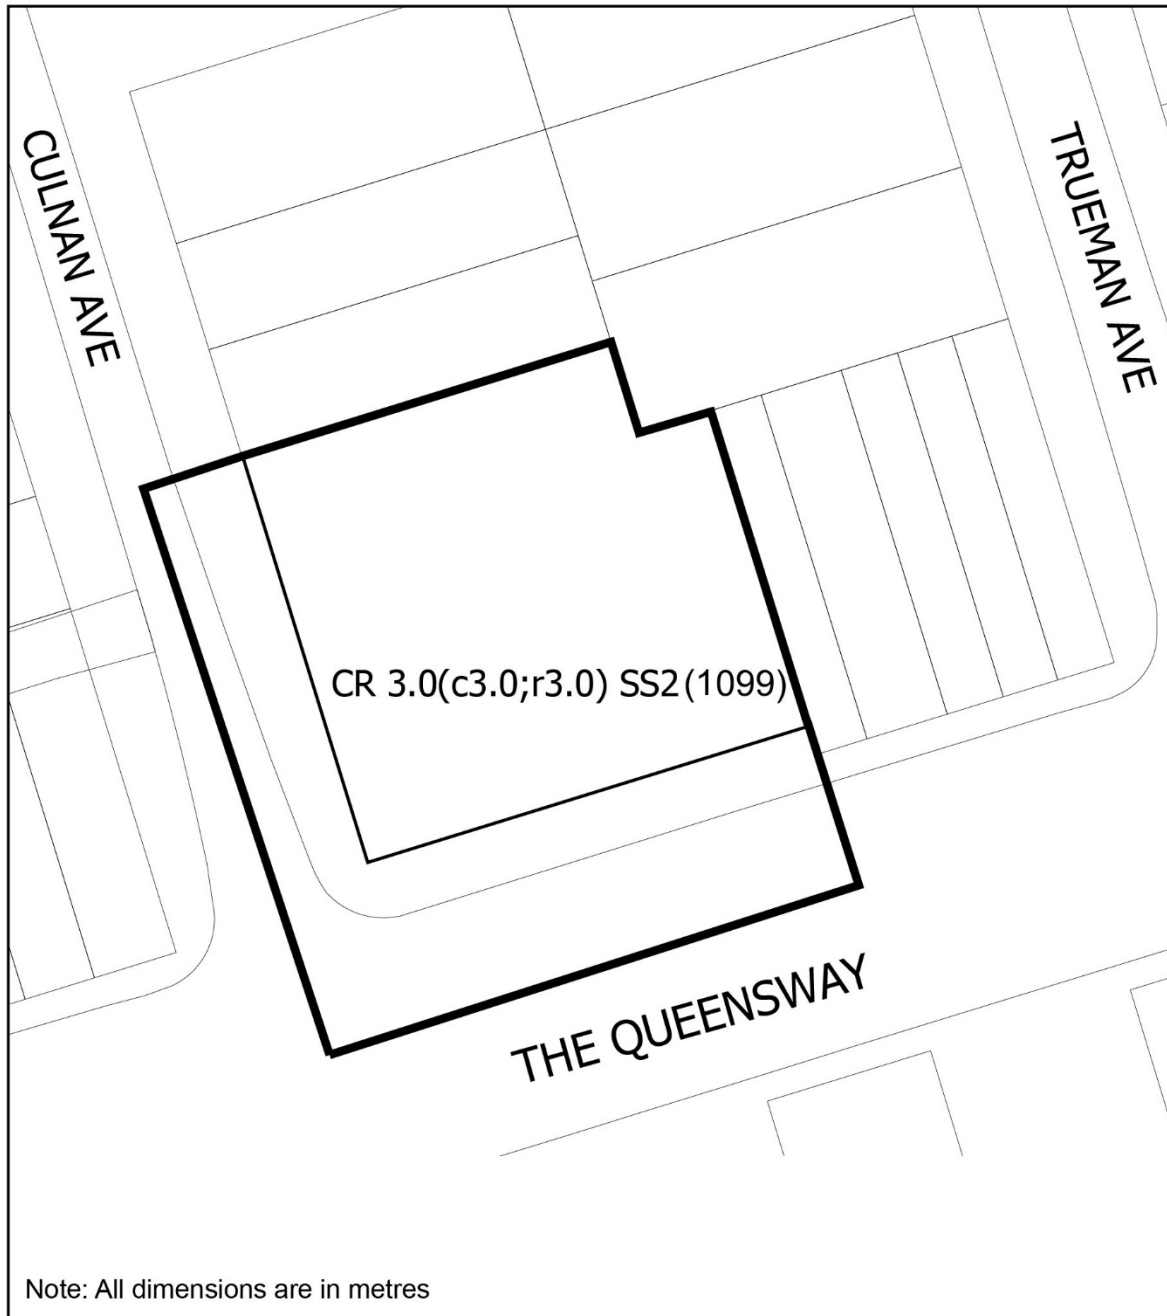 CULNAN AVE
TRUEMAN AVE
CR 3.0(c3.0;r3.0) SS2(1099)
THE QUEENSWAY
Note: All dimensions are in metres